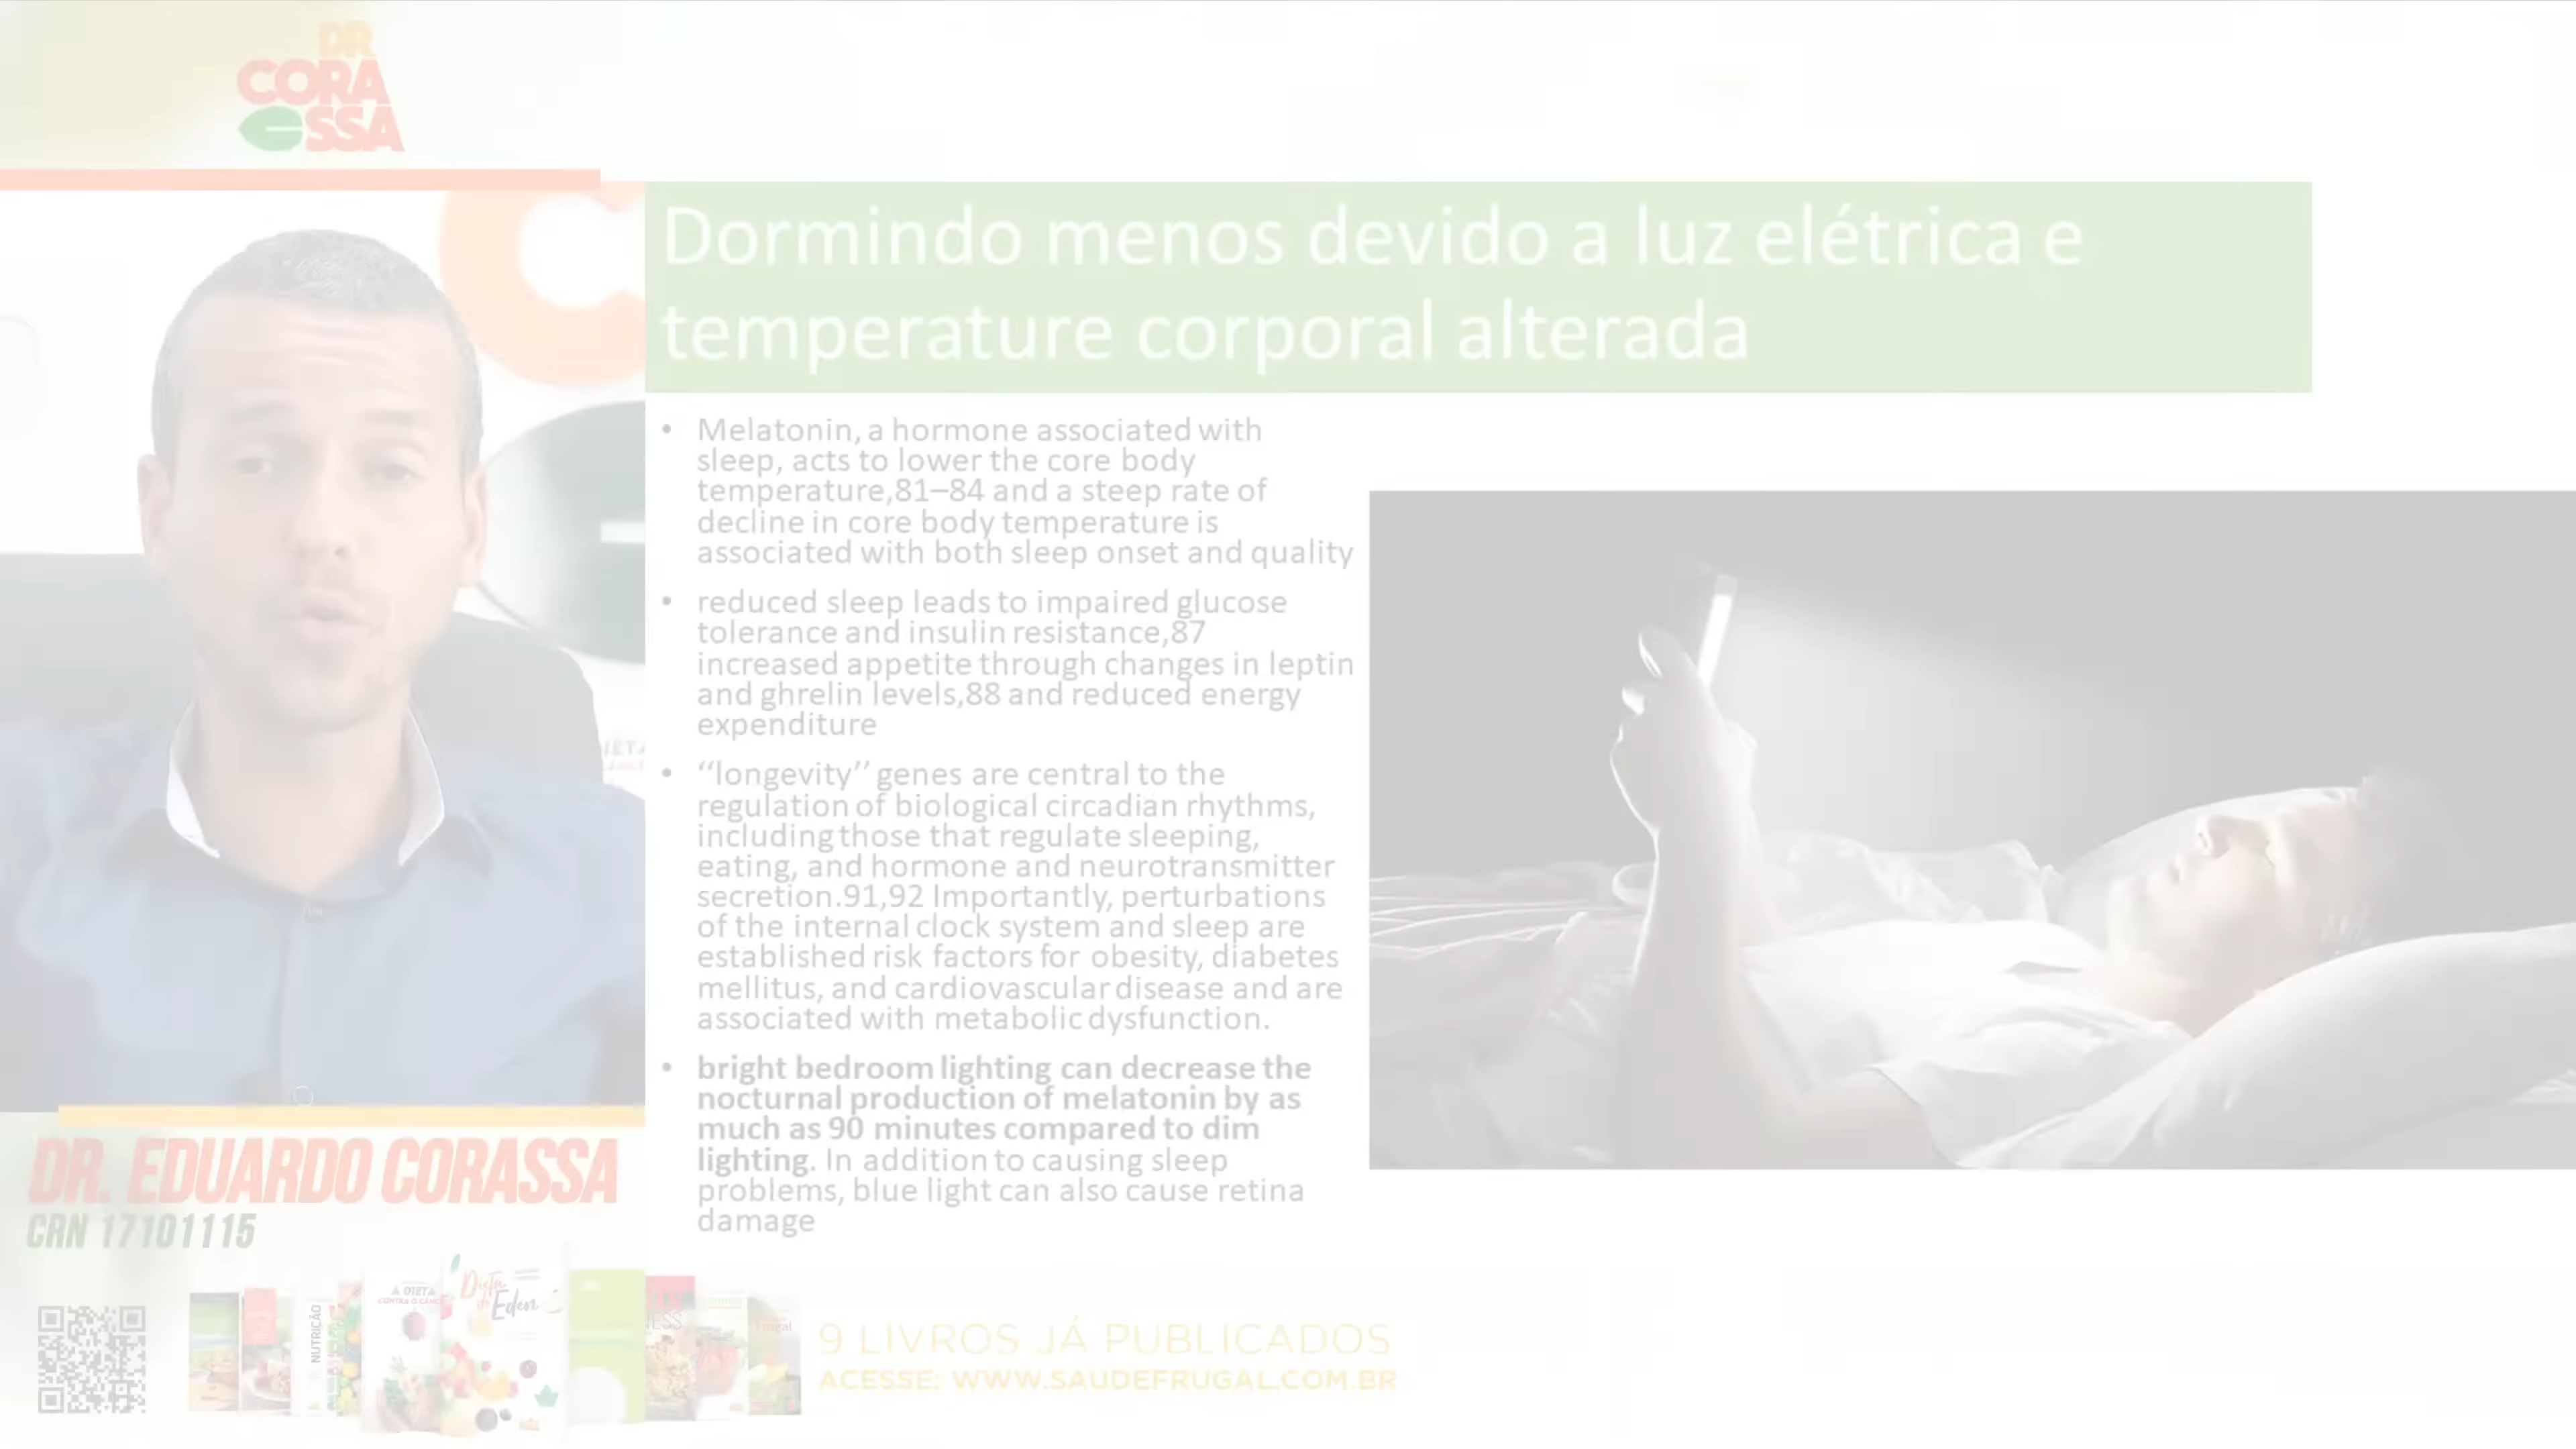 DR
CORA
SSA
Dormindo menos devido a luz elétrica e
temperature corporal alterada
• Melatonin, a hormone associated with
sleep, acts to lower the core body
temperature,81–84 and a steep rate of
decline in core body temperature is
associated with both sleep onset and quality
• reduced sleep leads to impaired glucose
tolerance and insulin resistance,87
increased appetite through changes in leptin
and ghrelin levels,88 and reduced energy
expenditure
• ‘‘longevity’’ genes are central to the
regulation of biological circadian rhythms,
including those that regulate sleeping,
eating, and hormone and neurotransmitter
secretion.91,92 Importantly, perturbations
of the internal clock system and sleep are
established risk factors for obesity, diabetes
mellitus, and cardiovascular disease and are
associated with metabolic dysfunction.
• bright bedroom lighting can decrease the
nocturnal production of melatonin by as
much as 90 minutes compared to dim
lighting. In addition to causing sleep
problems, blue light can also cause retina
damage
DR. EDUARDO CORASSA
CRN 17101115
NUTRIÇÃO
A DIETA
CONTRA O
Dieta
do
Eden
9 LIVROS JÁ PUBLICADOS
ACESSE: WWW.SAUDEFRUGAL.COM.BR